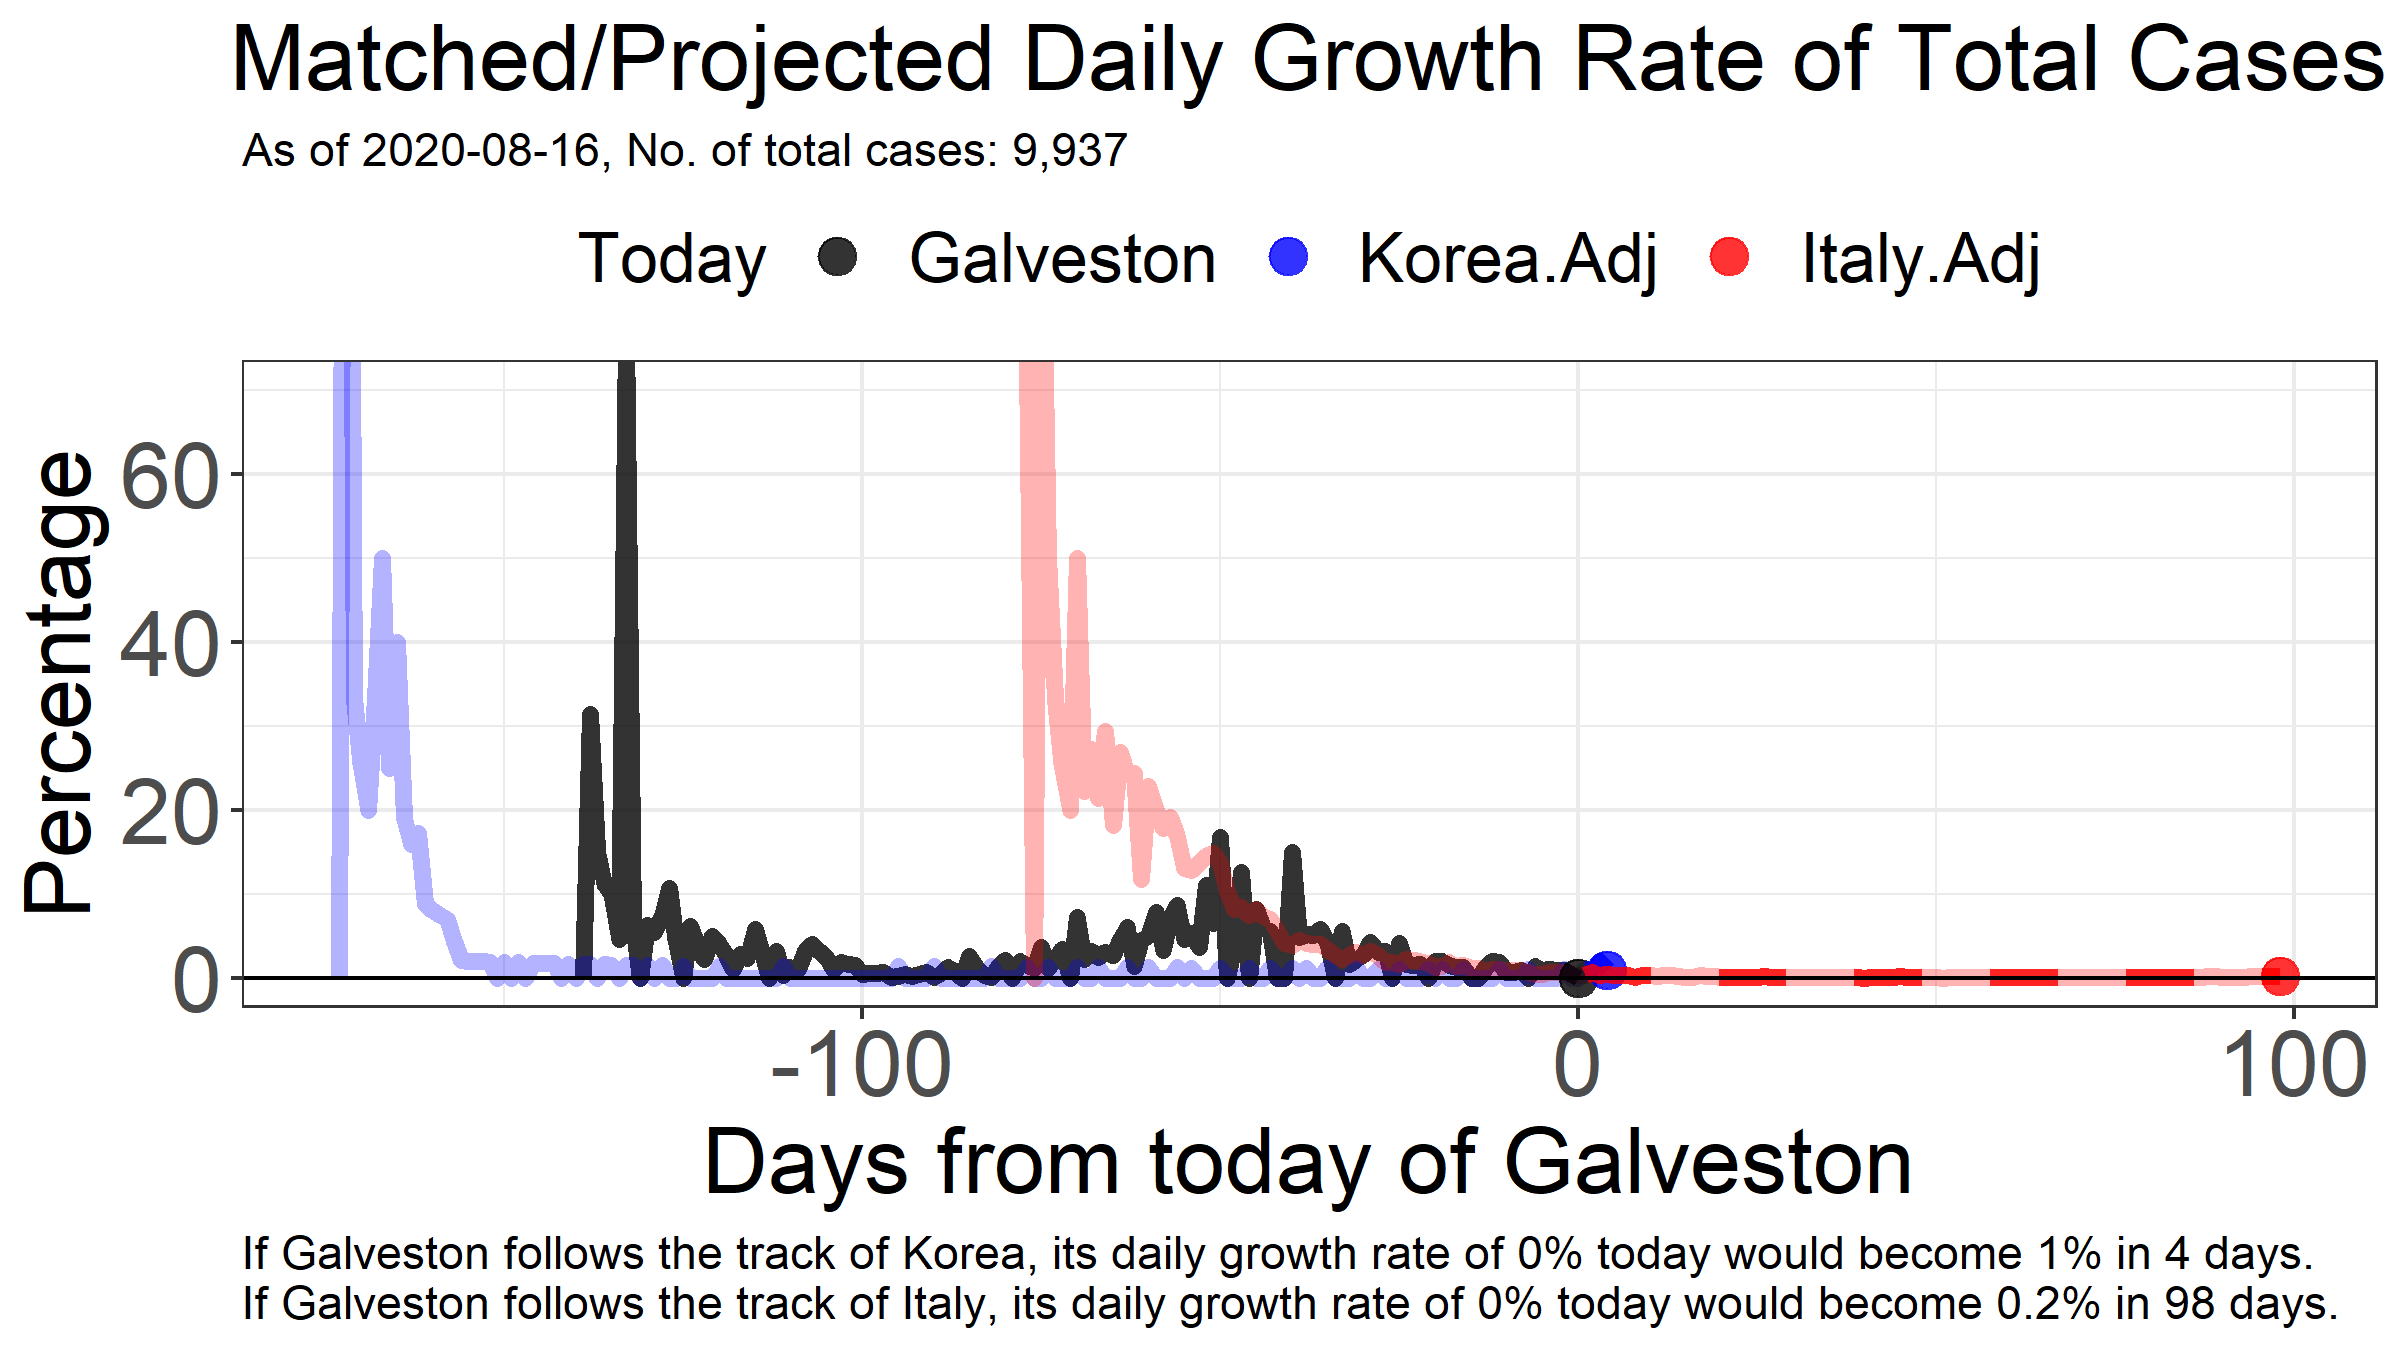 Matched/Projected Daily Growth Rate of Total Cases
As of 2020-08-16, No. of total cases: 9,937
Today Galveston Korea.Adj Italy.Adj
Percentage
60
40
20
0
-100 0 100
Days from today of Galveston
If Galveston follows the track of Korea, its daily growth rate of 0% today would become 1% in 4 days.
If Galveston follows the track of Italy, its daily growth rate of 0% today would become 0.2% in 98 days.